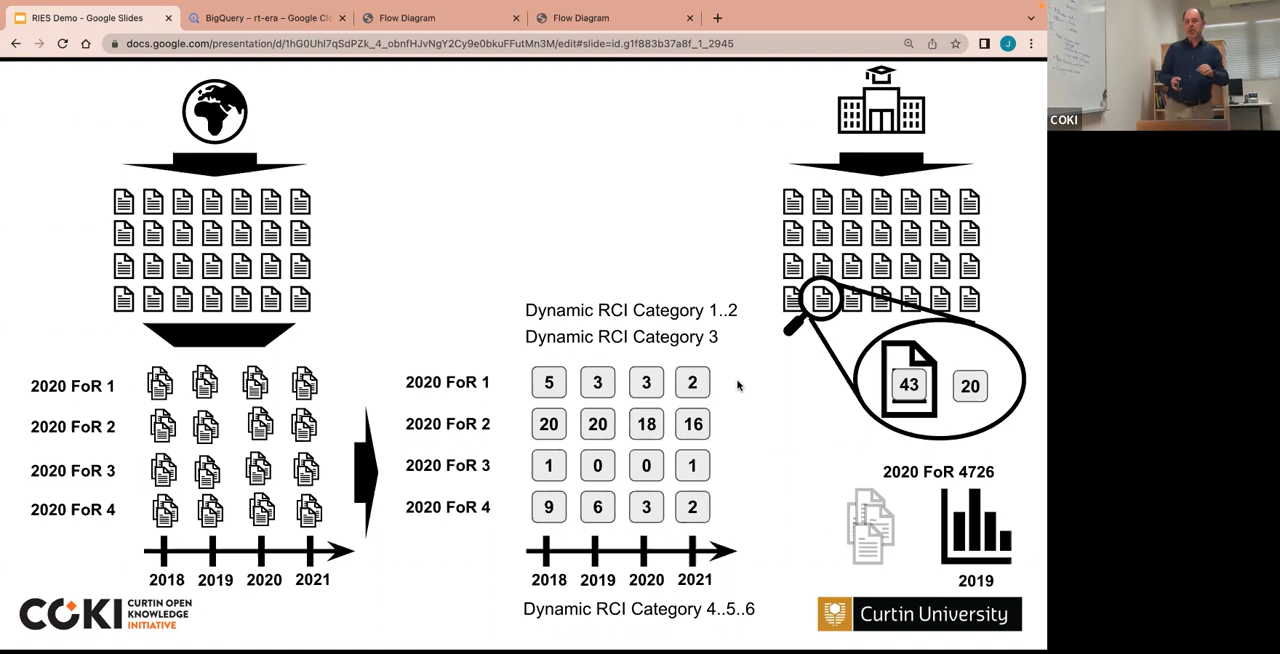 RIES Demo - Google Slides
BigQuery – rt-era – Google Clo
Flow Diagram
Flow Diagram
docs.google.com/presentation/d/1hG0Uhl7qSdPZk_4_obnfHJvNgY2Cy9e0bkuFFutMn3M/edit#slide=id.g1f883b37a8f_1_2945
J
COKI
Dynamic RCI Category 1..2
Dynamic RCI Category 3
2020 FoR 1
2020 FoR 2
2020 FoR 3
2020 FoR 4
2018 2019 2020 2021
2020 FoR 1 5 3 3 2
2020 FoR 2 20 20 18 16
2020 FoR 3 1 0 0 1
2020 FoR 4 9 6 3 2
2018 2019 2020 2021
Dynamic RCI Category 4..5..6
43 20
2020 FoR 4726
2019
COKI
CURTIN OPEN
KNOWLEDGE
INITIATIVE
Curtin University